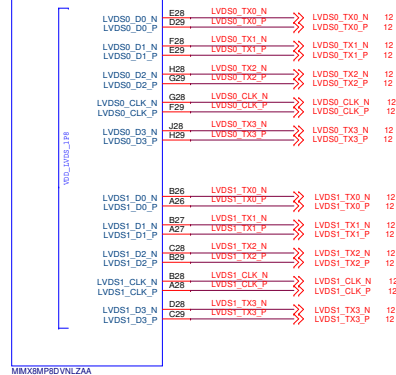 LVDS0_D0_N E28 LVDS0_TX0_N LVDS0_TX0_N 12
LVDS0_D0_P D29 LVDS0_TX0_P LVDS0_TX0_P 12
LVDS0_D1_N F28 LVDS0_TX1_N LVDS0_TX1_N 12
LVDS0_D1_P E29 LVDS0_TX1_P LVDS0_TX1_P 12
LVDS0_D2_N H28 LVDS0_TX2_N LVDS0_TX2_N 12
LVDS0_D2_P G29 LVDS0_TX2_P LVDS0_TX2_P 12
LVDS0_CLK_N G28 LVDS0_CLK_N LVDS0_CLK_N 12
LVDS0_CLK_P F29 LVDS0_CLK_P LVDS0_CLK_P 12
LVDS0_D3_N J28 LVDS0_TX3_N LVDS0_TX3_N 12
LVDS0_D3_P H29 LVDS0_TX3_P LVDS0_TX3_P 12
VDD_LVDS_1P8
LVDS1_D0_N B26 LVDS1_TX0_N LVDS1_TX0_N 12
LVDS1_D0_P A26 LVDS1_TX0_P LVDS1_TX0_P 12
LVDS1_D1_N B27 LVDS1_TX1_N LVDS1_TX1_N 12
LVDS1_D1_P A27 LVDS1_TX1_P LVDS1_TX1_P 12
LVDS1_D2_N C28 LVDS1_TX2_N LVDS1_TX2_N 12
LVDS1_D2_P B29 LVDS1_TX2_P LVDS1_TX2_P 12
LVDS1_CLK_N B28 LVDS1_CLK_N LVDS1_CLK_N 12
LVDS1_CLK_P A28 LVDS1_CLK_P LVDS1_CLK_P 12
LVDS1_D3_N D28 LVDS1_TX3_N LVDS1_TX3_N 12
LVDS1_D3_P C29 LVDS1_TX3_P LVDS1_TX3_P 12
MIMX8MP8DVNLZAA